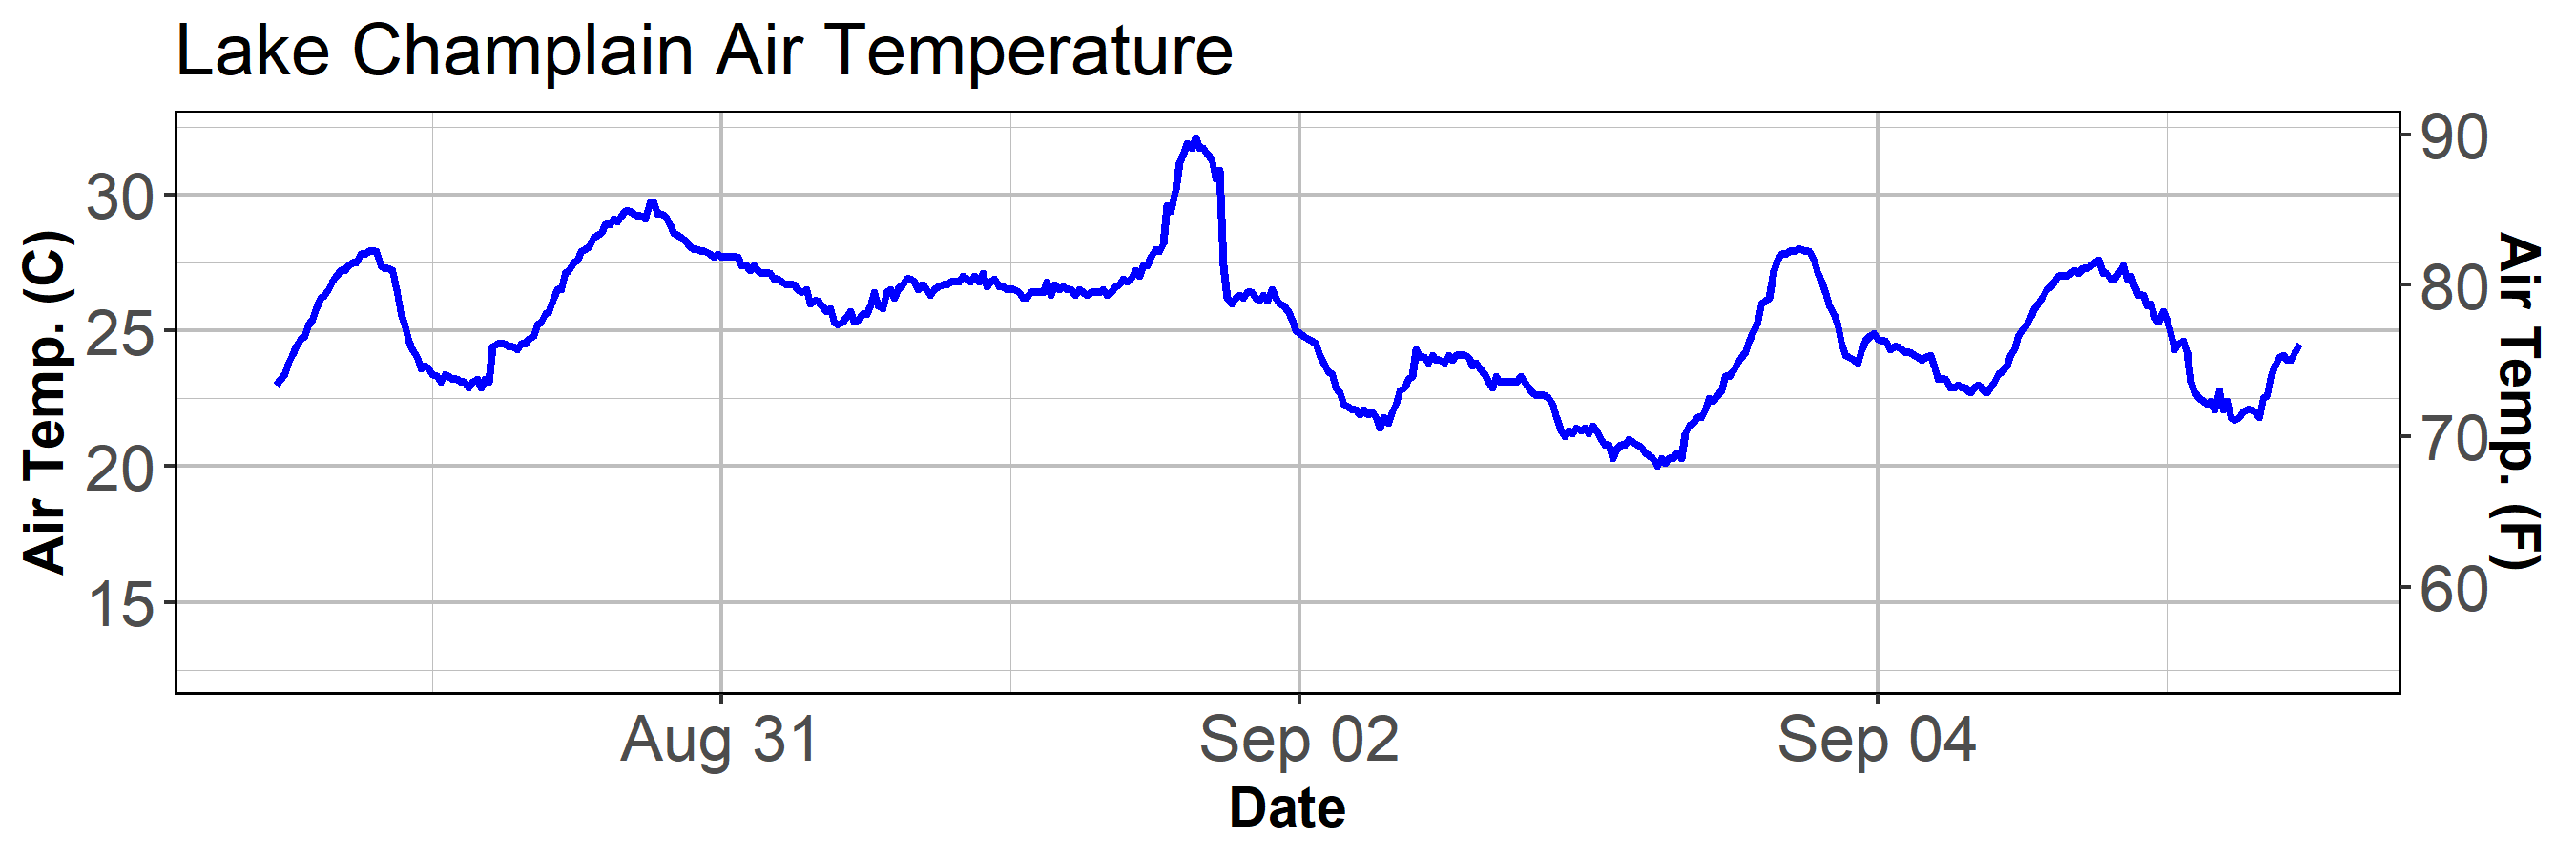 Lake Champlain Air Temperature
Air Temp. (C)
30
25
20
15
90
80
70
60
Air Temp. (F)
Aug 31
Sep 02
Sep 04
Date